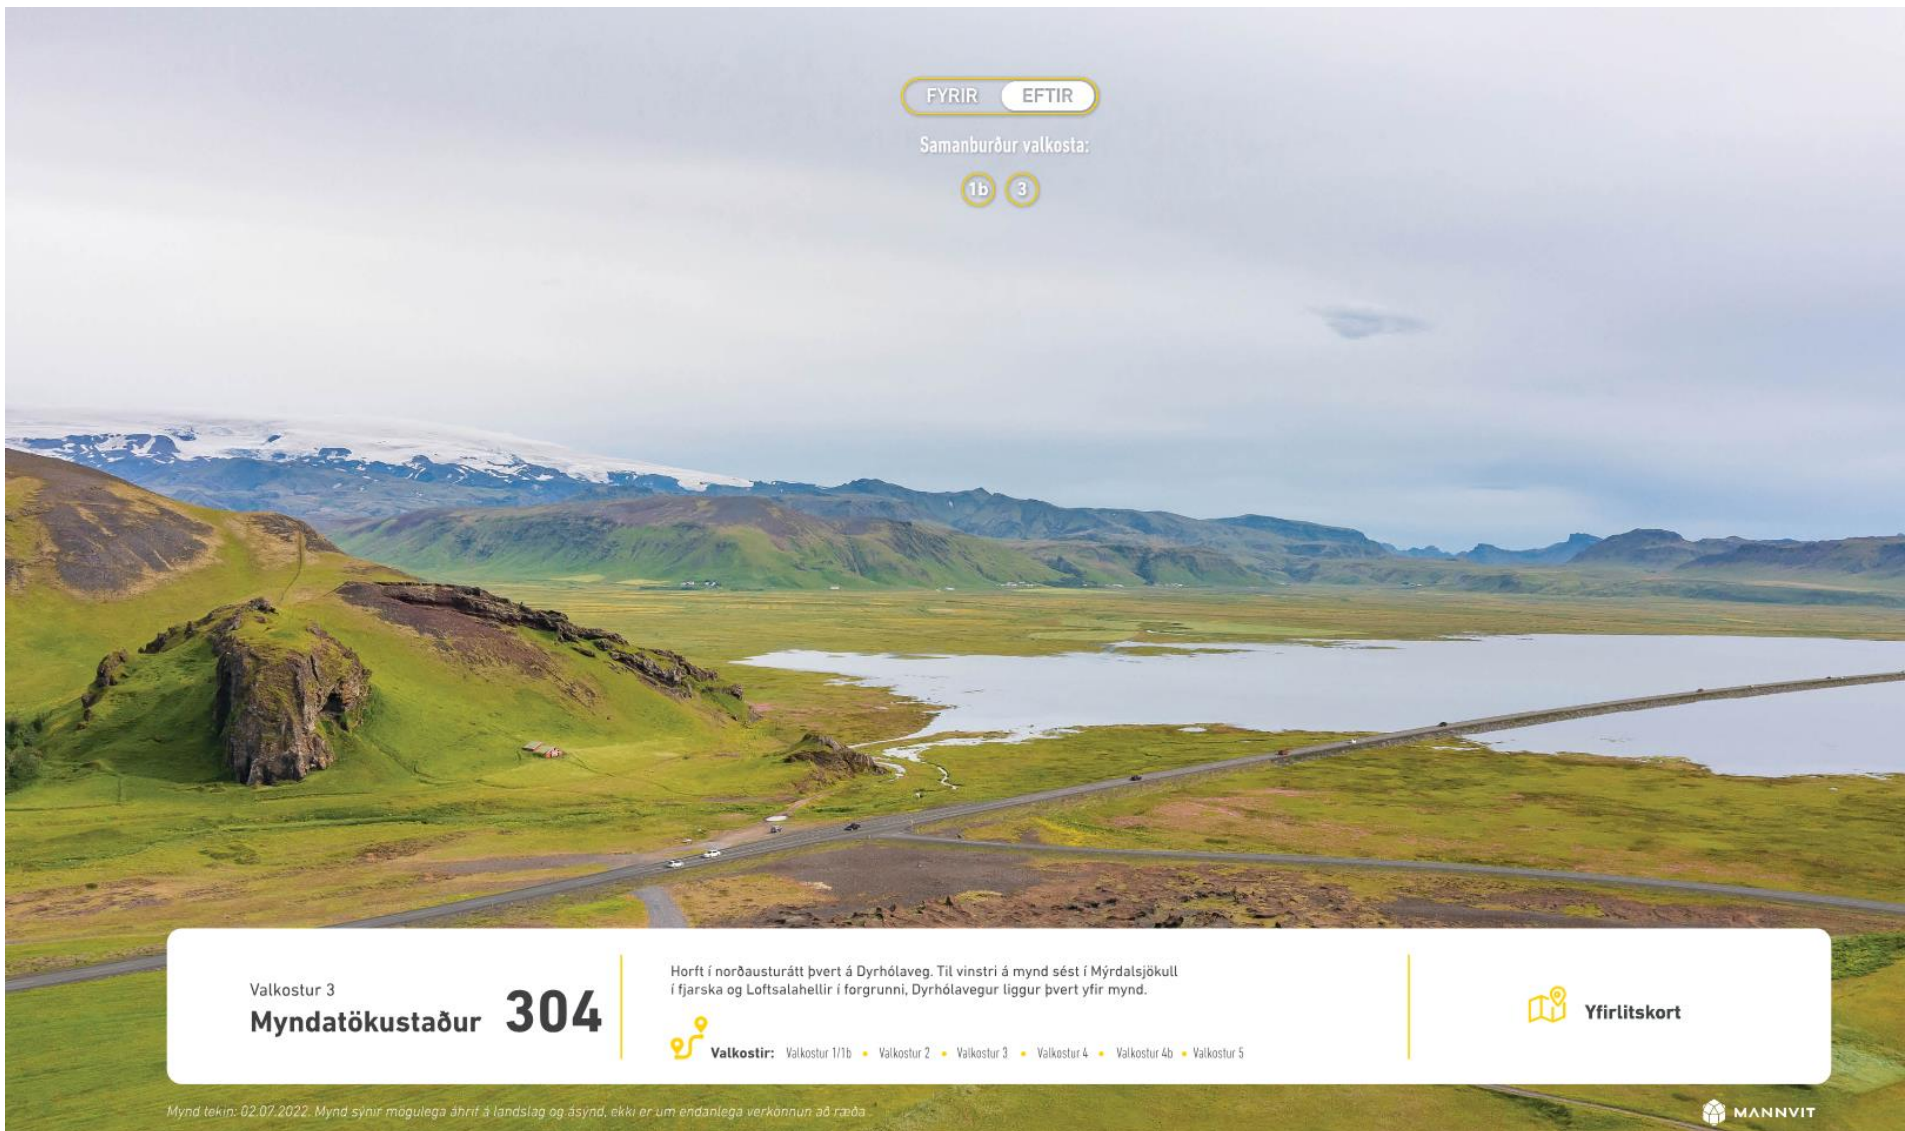 FYRIR EFTIR
Samanburður valkosta:
1b 3
Valkostur 3
Myndatökustaður 304
Horft í norðausturátt þvert á Dyrhólaveg. Til vinstri á mynd sést í Mýrdalsjökull
í fjarska og Loftsalahellir í forgrunni, Dyrhólavegur liggur þvert yfir mynd.
Valkostir: Valkostur 1/1b • Valkostur 2 • Valkostur 3 • Valkostur 4 • Valkostur 4b • Valkostur 5
Yfirlitskort
Mynd tekin: 02.07.2022. Mynd sýnir mögulega áhrif á landslag og ásýnd, ekki er um endanlega verkönnun að ræða
MANNVIT